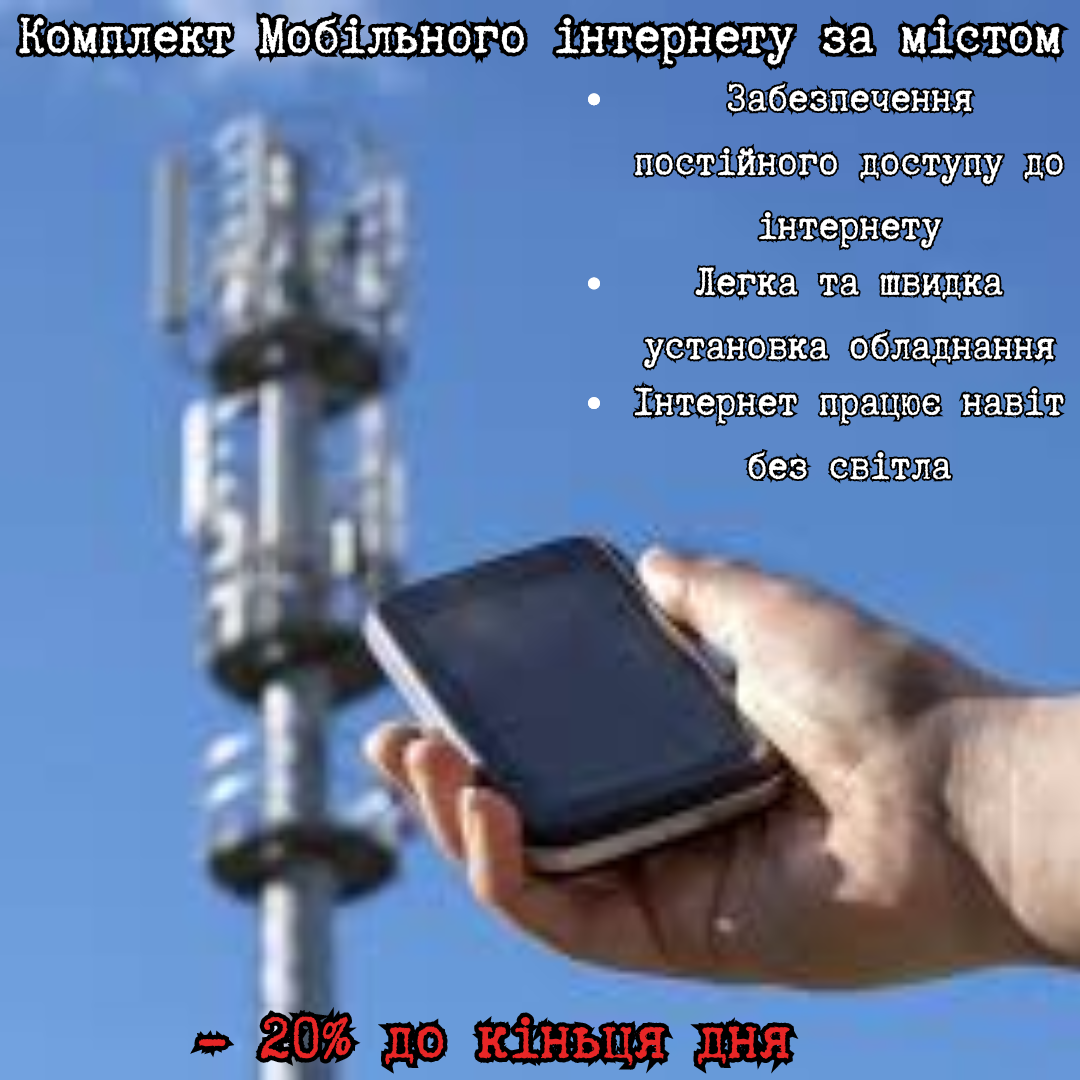 Комплект Мобільного інтернету за містом
• Забезпечення
постійного доступу до
інтернету
• Легка та швидка
установка обладнання
• Інтернет працює навіт
без світла
- 20% до кіньця дня